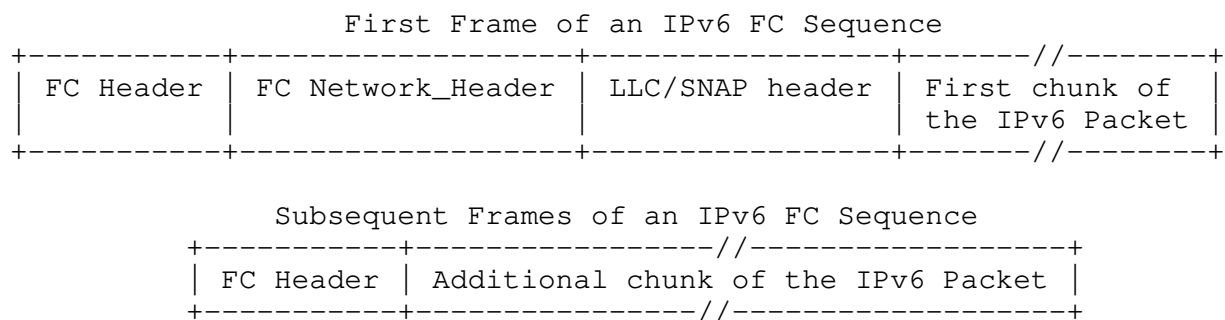 First Frame of an IPv6 FC Sequence
+-----------+-------------------+----------------+-------//--------+
| FC Header | FC Network_Header | LLC/SNAP header | First chunk of |
| | | | the IPv6 Packet |
+-----------+-------------------+----------------+-------//--------+
Subsequent Frames of an IPv6 FC Sequence
+-----------+-----------------//------------------+
| FC Header | Additional chunk of the IPv6 Packet |
+-----------+----------------//-------------------+